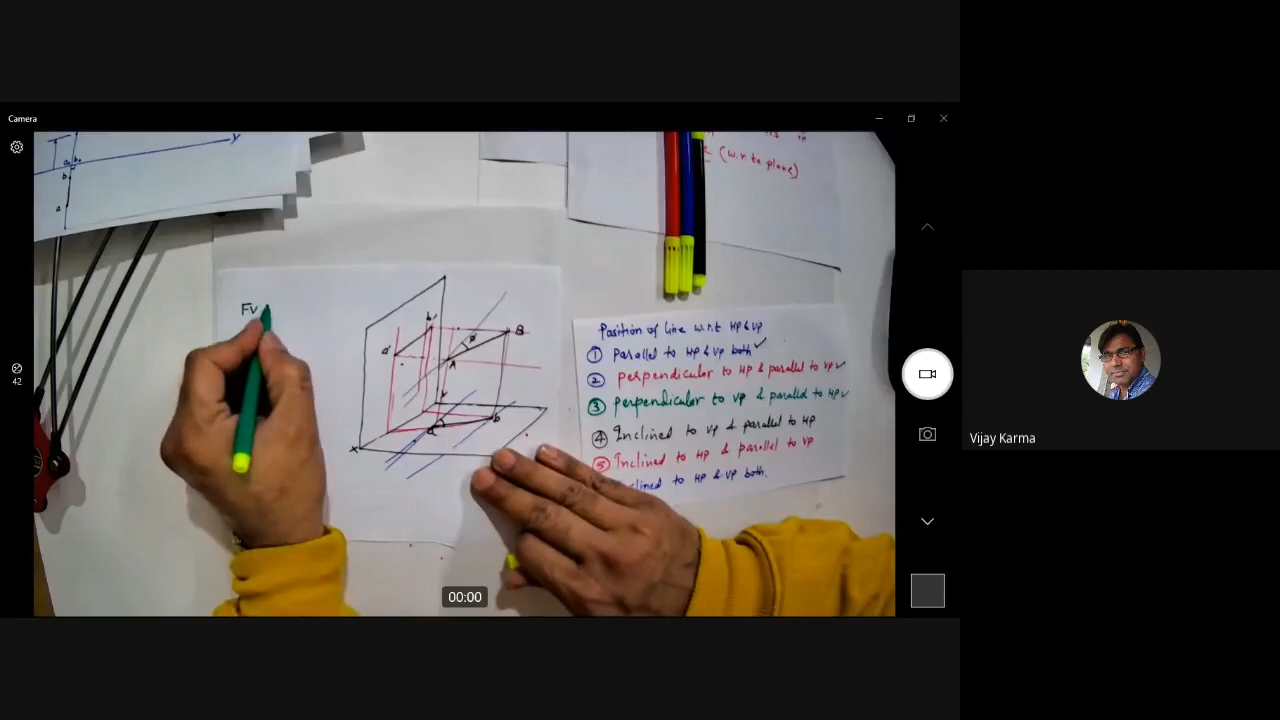 Camera
Y
a, b,
b
a
(w.r.to plane)
Fv
b'
B
a'
ø
A
Y
b
a
X
Position of line w.r.t HP & VP
① parallel to HP & VP both ✓
② perpendicular to HP & parallel to VP ✓
③ perpendicular to VP & parallel to HP ✓
④ Inclined to VP & parallel to HP
⑤ Inclined to HP & parallel to VP
clined to HP & VP both.
42
00:00
Vijay Karma